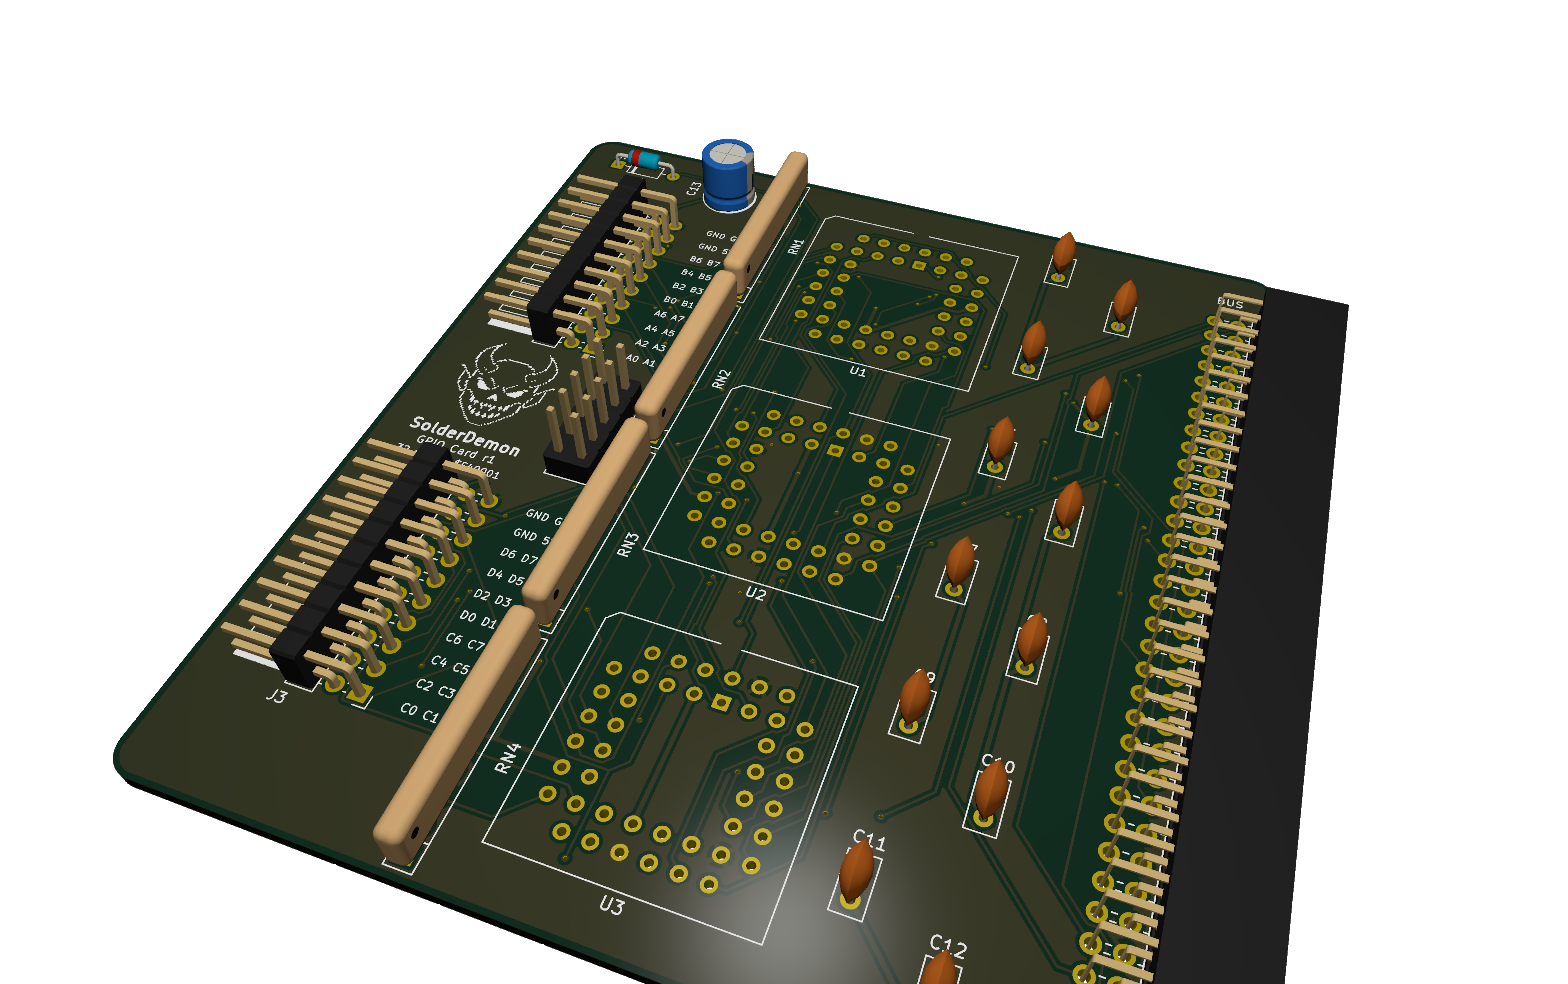 C13
GND
GND 5
B6 B7
B4 B5
B2 B3
B0 B1
A6 A7
A4 A5
A2 A3
A0 A1
RN1
U1
BUS
RN2
SolderDemon
GPIO Card r1
RN3
U2
GND
GND 5
D6 D7
D4 D5
D2 D3
D0 D1
C6 C7
C4 C5
C2 C3
C0 C1
J3
RN4
U3
C10
C11
C12